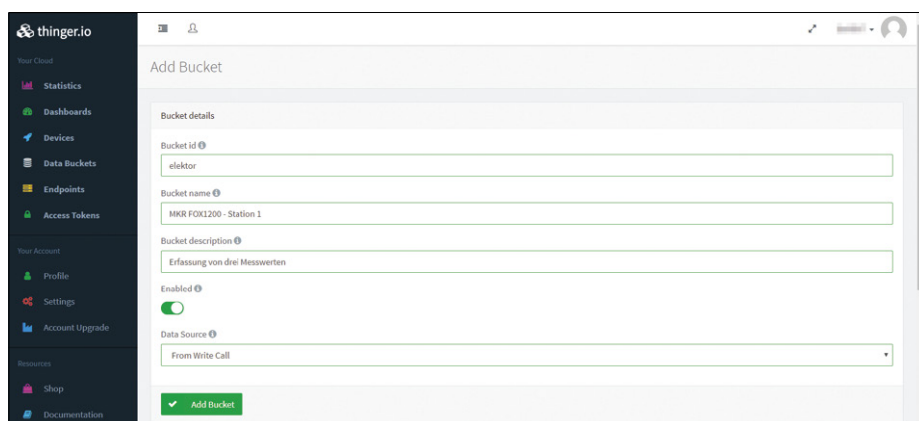 thinger.io
Your Cloud
Statistics
Dashboards
Devices
Data Buckets
Endpoints
Access Tokens
Your Account
Profile
Settings
Account Upgrade
Resources
Shop
Documentation
Add Bucket
Bucket details
Bucket id
elektor
Bucket name
MKR FOX1200 - Station 1
Bucket description
Erfassung von drei Messwerten
Enabled
Data Source
From Write Call
Add Bucket